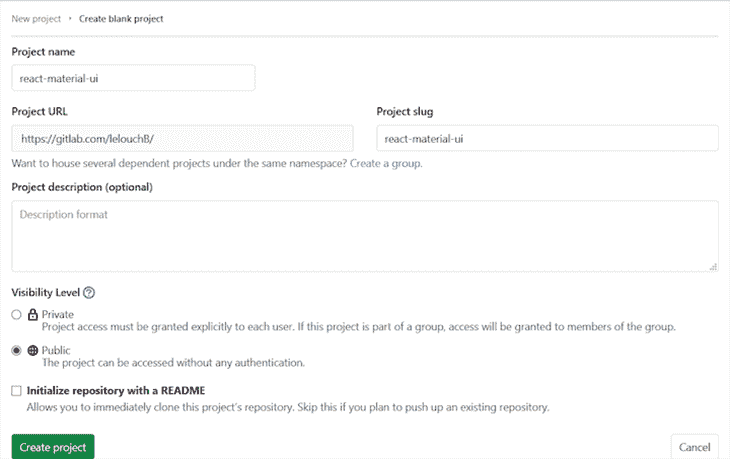 New project › Create blank project
Project name
react-material-ui
Project URL
Project slug
https://gitlab.com/lelouchB/
react-material-ui
Want to house several dependent projects under the same namespace? Create a group.
Project description (optional)
Description format
Visibility Level
Private
Project access must be granted explicitly to each user. If this project is part of a group, access will be granted to members of the group.
Public
The project can be accessed without any authentication.
Initialize repository with a README
Allows you to immediately clone this project's repository. Skip this if you plan to push up an existing repository.
Create project
Cancel